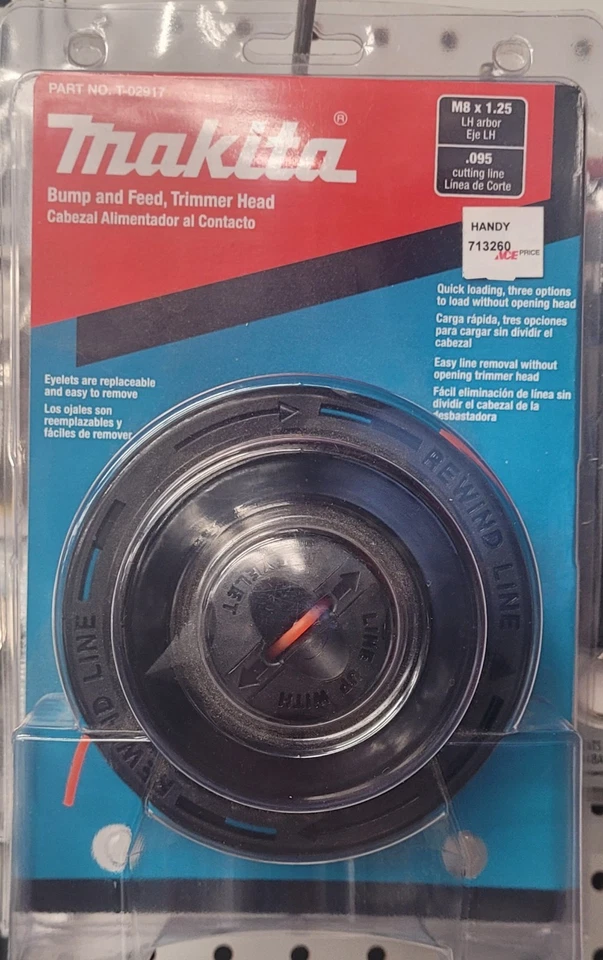 PART NO. T-02917
makita®
Bump and Feed, Trimmer Head
Cabezal Alimentador al Contacto
M8 x 1.25
LH arbor
Eje LH
.095
cutting line
Línea de Corte
HANDY
713260
ACE PRICE
Quick loading, three options
to load without opening head
Carga rápida, tres opciones
para cargar sin dividir el
cabezal
Easy line removal without
opening trimmer head
Fácil eliminación de línea sin
dividir el cabezal de la
desbastadora
Eyelets are replaceable
and easy to remove
Los ojales son
reemplazables y
fáciles de remover
REWIND LINE
REWIND LINE
LINE UP WITH
EYELET